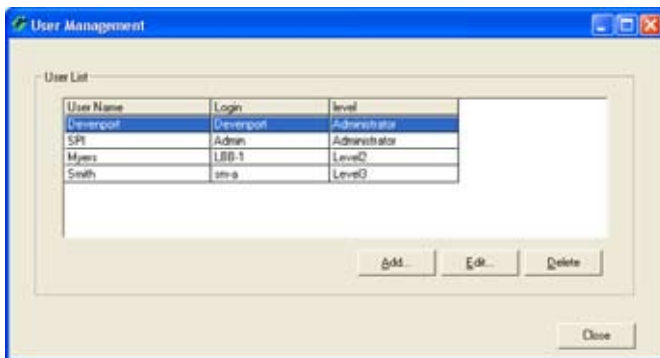 User Management
User List
User Name Login level
Devenport Devenport Administrator
SPI Admin Administrator
Myers LBB-1 Level2
Smith sm-a Level3
Add... Edit... Delete
Close